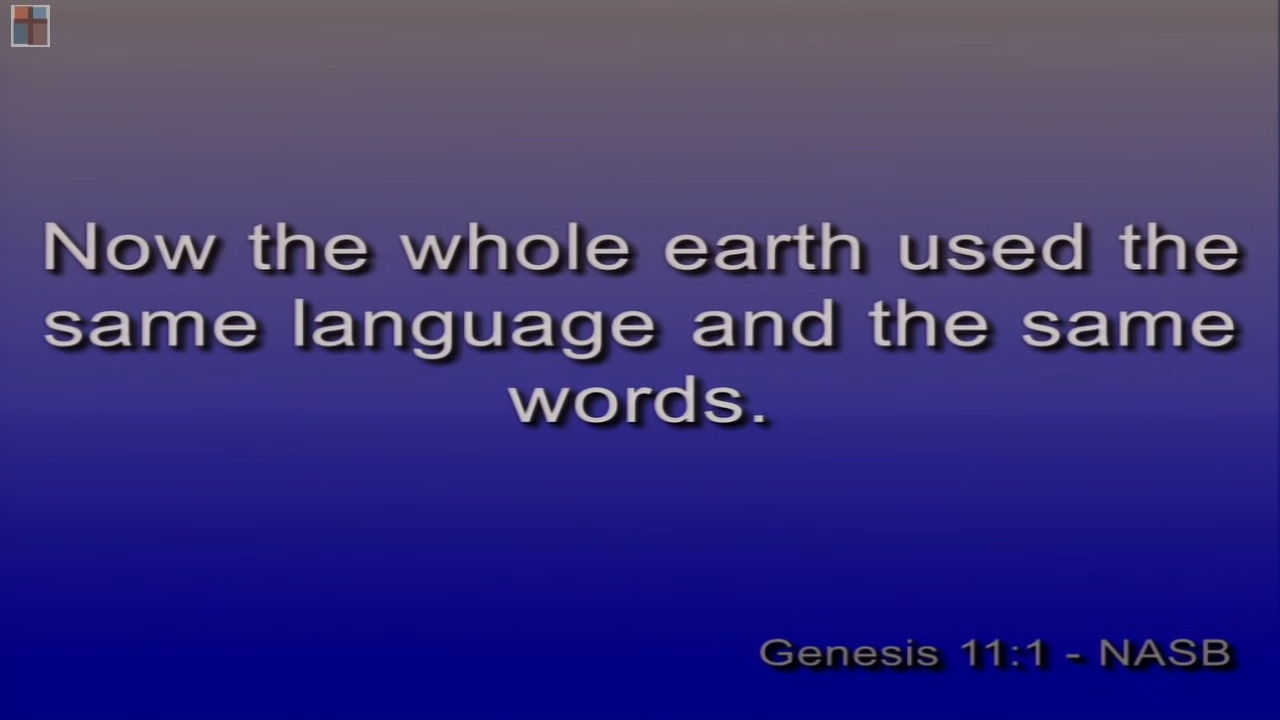 Now the whole earth used the
same language and the same
words.
Genesis 11:1 - NASB